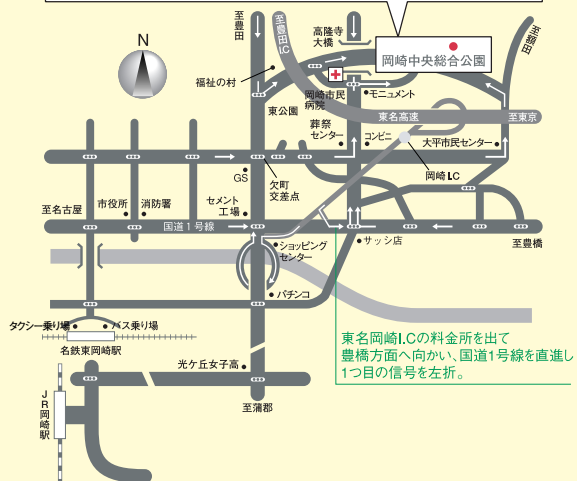 N
至豊田
至豊田I.C
高隆寺
大橋
至額田
岡崎中央総合公園
福祉の村
岡崎市民
病院
モニュメント
東公園
東名高速
至東京
葬祭
センター
コンビニ
大平市民センター
岡崎I.C
GS
欠町
交差点
至名古屋
市役所
消防署
セメント
工場
国道1号線
サッシ店
至豊橋
ショッピング
センター
パチンコ
タクシー乗り場
バス乗り場
名鉄東岡崎駅
東名岡崎I.Cの料金所を出て
豊橋方面へ向かい、国道1号線を直進し
1つ目の信号を左折。
光ケ丘女子高
JR岡崎駅
至蒲郡